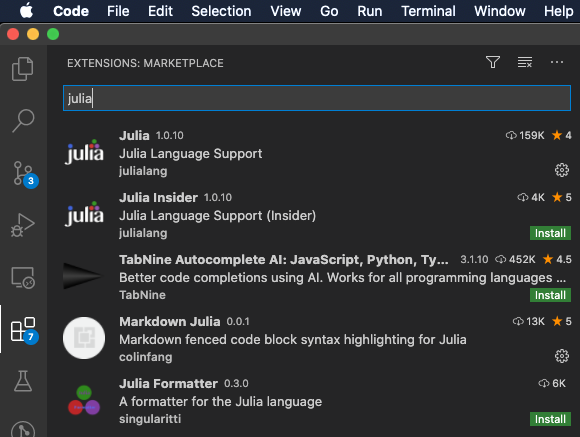 Code File Edit Selection View Go Run Terminal Window Help
EXTENSIONS: MARKETPLACE
julia
Julia 1.0.10 159K ★ 4
julia
Julia Language Support
julialang
Julia Insider 1.0.10 4K ★ 5
julia
Julia Language Support (Insider)
julialang Install
3
TabNine Autocomplete AI: JavaScript, Python, Ty... 3.1.10 452K ★ 4.5
Better code completions using AI. Works for all programming languages ...
TabNine Install
Markdown Julia 0.0.1 13K ★ 5
Markdown fenced code block syntax highlighting for Julia
7
colinfang
Julia Formatter 0.3.0 6K
A formatter for the Julia language
singularitti Install